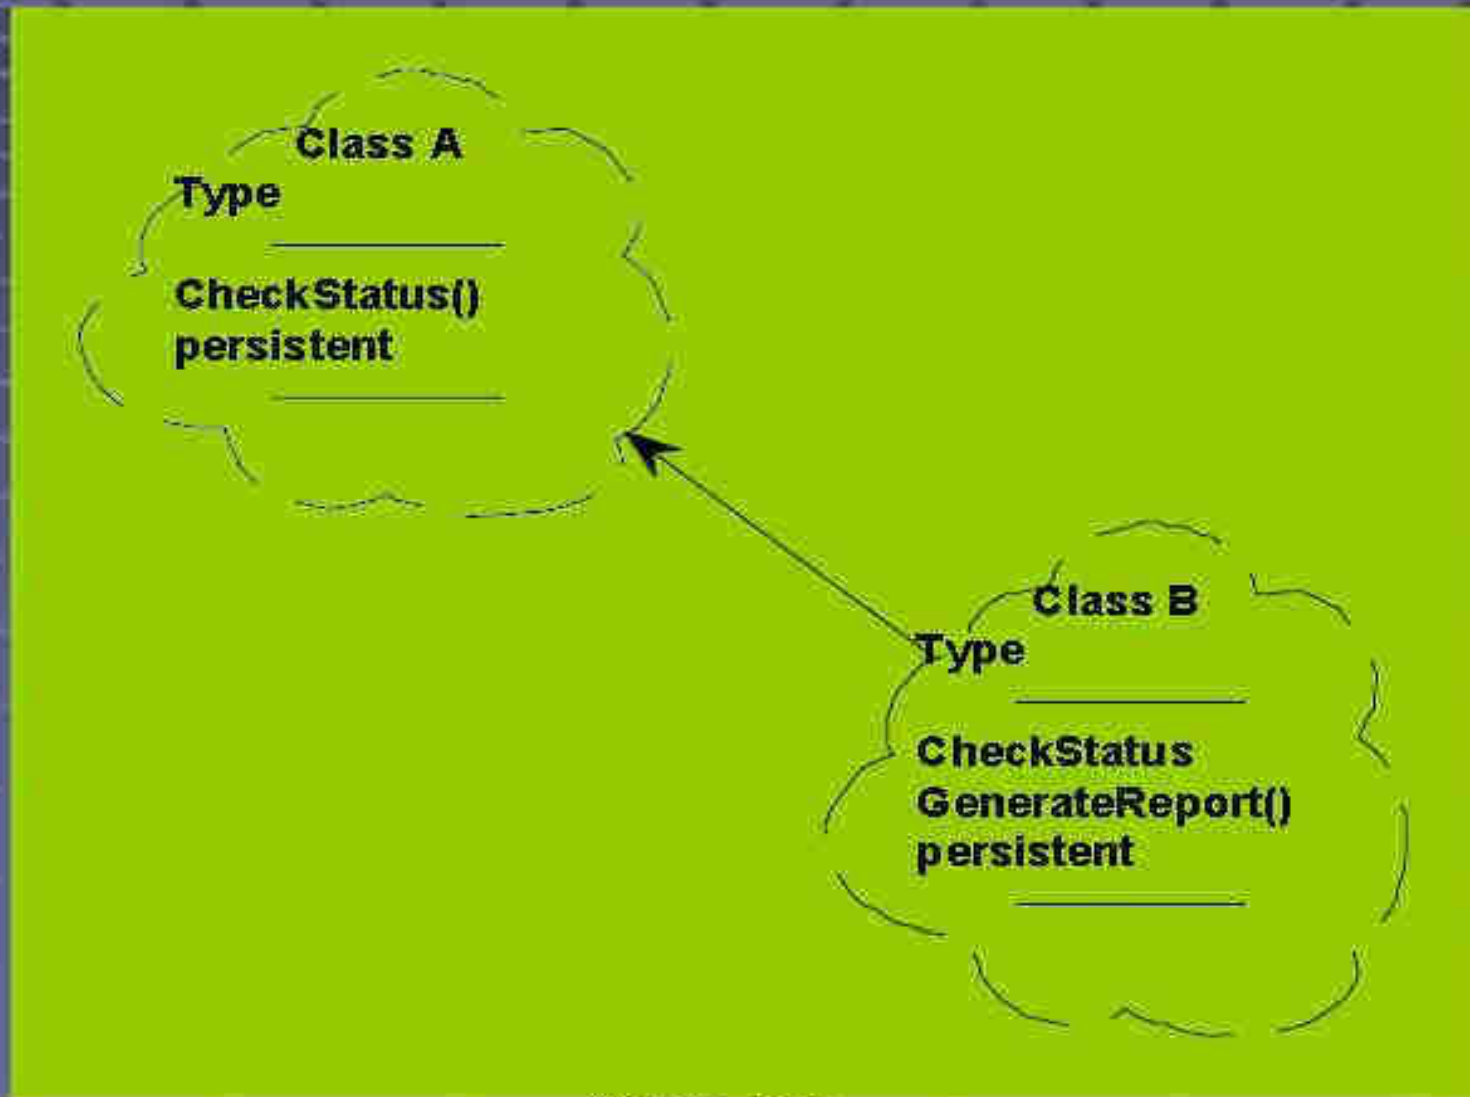 Class A
Type
CheckStatus()
persistent
Class B
Type
CheckStatus
GenerateReport()
persistent